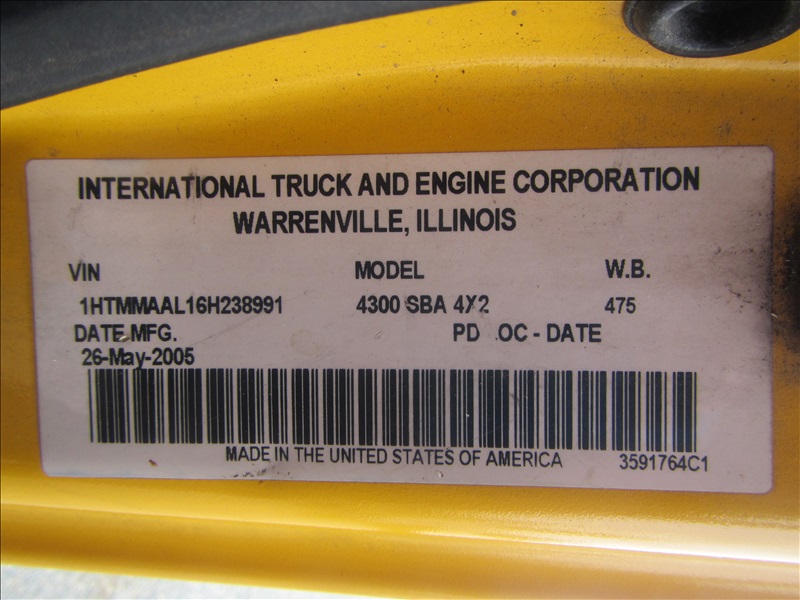 INTERNATIONAL TRUCK AND ENGINE CORPORATION
WARRENVILLE, ILLINOIS
VIN MODEL W.B.
1HTMMAAL16H238991 4300 SBA 4X2 475
DATE MFG. PD OC - DATE
26-May-2005
MADE IN THE UNITED STATES OF AMERICA 3591764C1